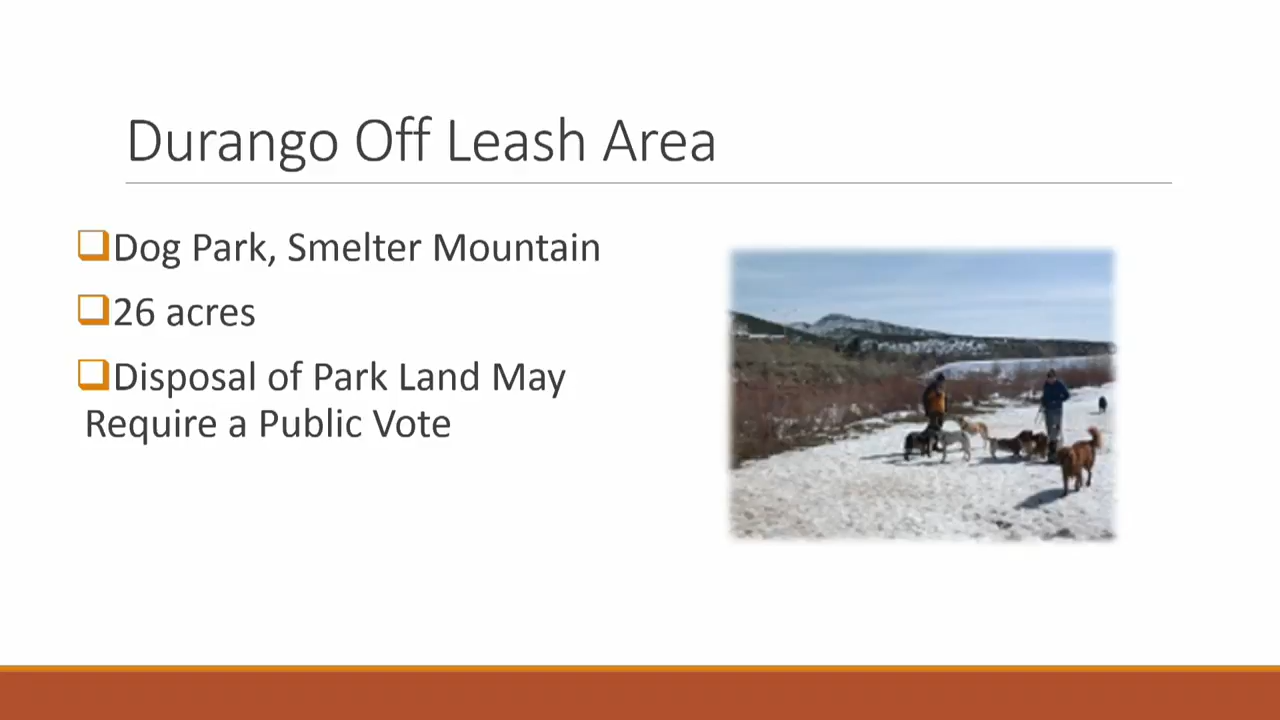 Durango Off Leash Area
Dog Park, Smelter Mountain
26 acres
Disposal of Park Land May
Require a Public Vote